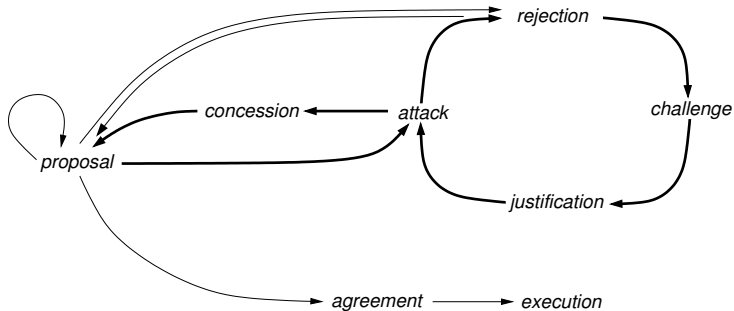 rejection
concession
attack
challenge
proposal
justification
agreement
execution